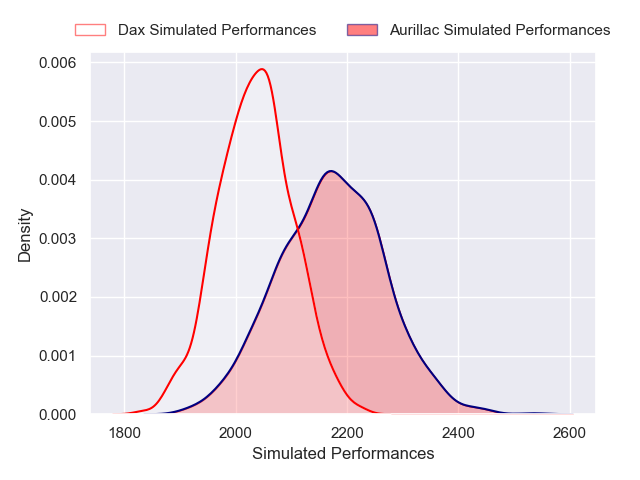 Dax Simulated Performances
Aurillac Simulated Performances
0.006
0.005
0.004
0.003
0.002
0.001
0.000
Density
1800 2000 2200 2400 2600
Simulated Performances